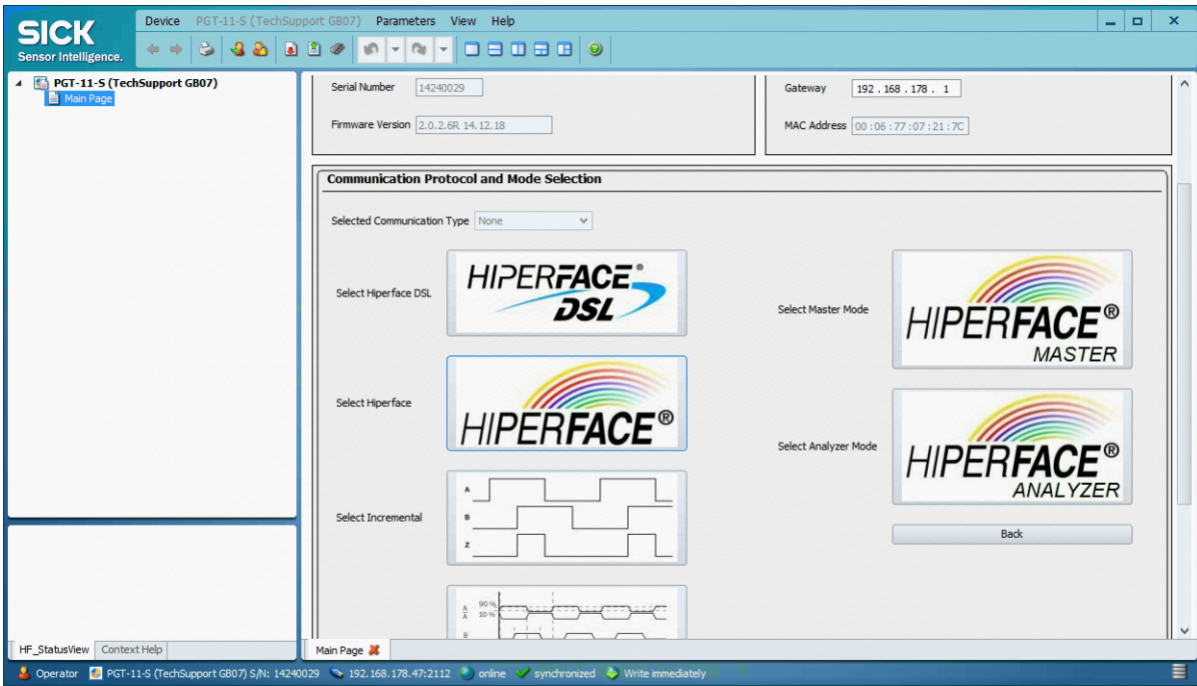 SICK
Sensor Intelligence.
Device PGT-11-S (TechSupport GB07) Parameters View Help
PGT-11-S (TechSupport GB07)
Main Page
Serial Number 14240029
Gateway 192 . 168 . 178 . 1
Firmware Version 2.0.2.6R 14.12.18
MAC Address 00 : 06 : 77 : 07 : 21 : 7C
Communication Protocol and Mode Selection
Selected Communication Type None
Select Hiperface DSL
HIPERFACE®
DSL
Select Master Mode
HIPERFACE®
MASTER
Select Hiperface
HIPERFACE®
Select Analyzer Mode
HIPERFACE®
ANALYZER
Select Incremental
A
B
Z
Back
90 %
10 %
A
A
B
HF_StatusView Context Help
Main Page
Operator PGT-11-S (TechSupport GB07) S/N: 14240029 192.168.178.47:2112 online synchronized Write immediately